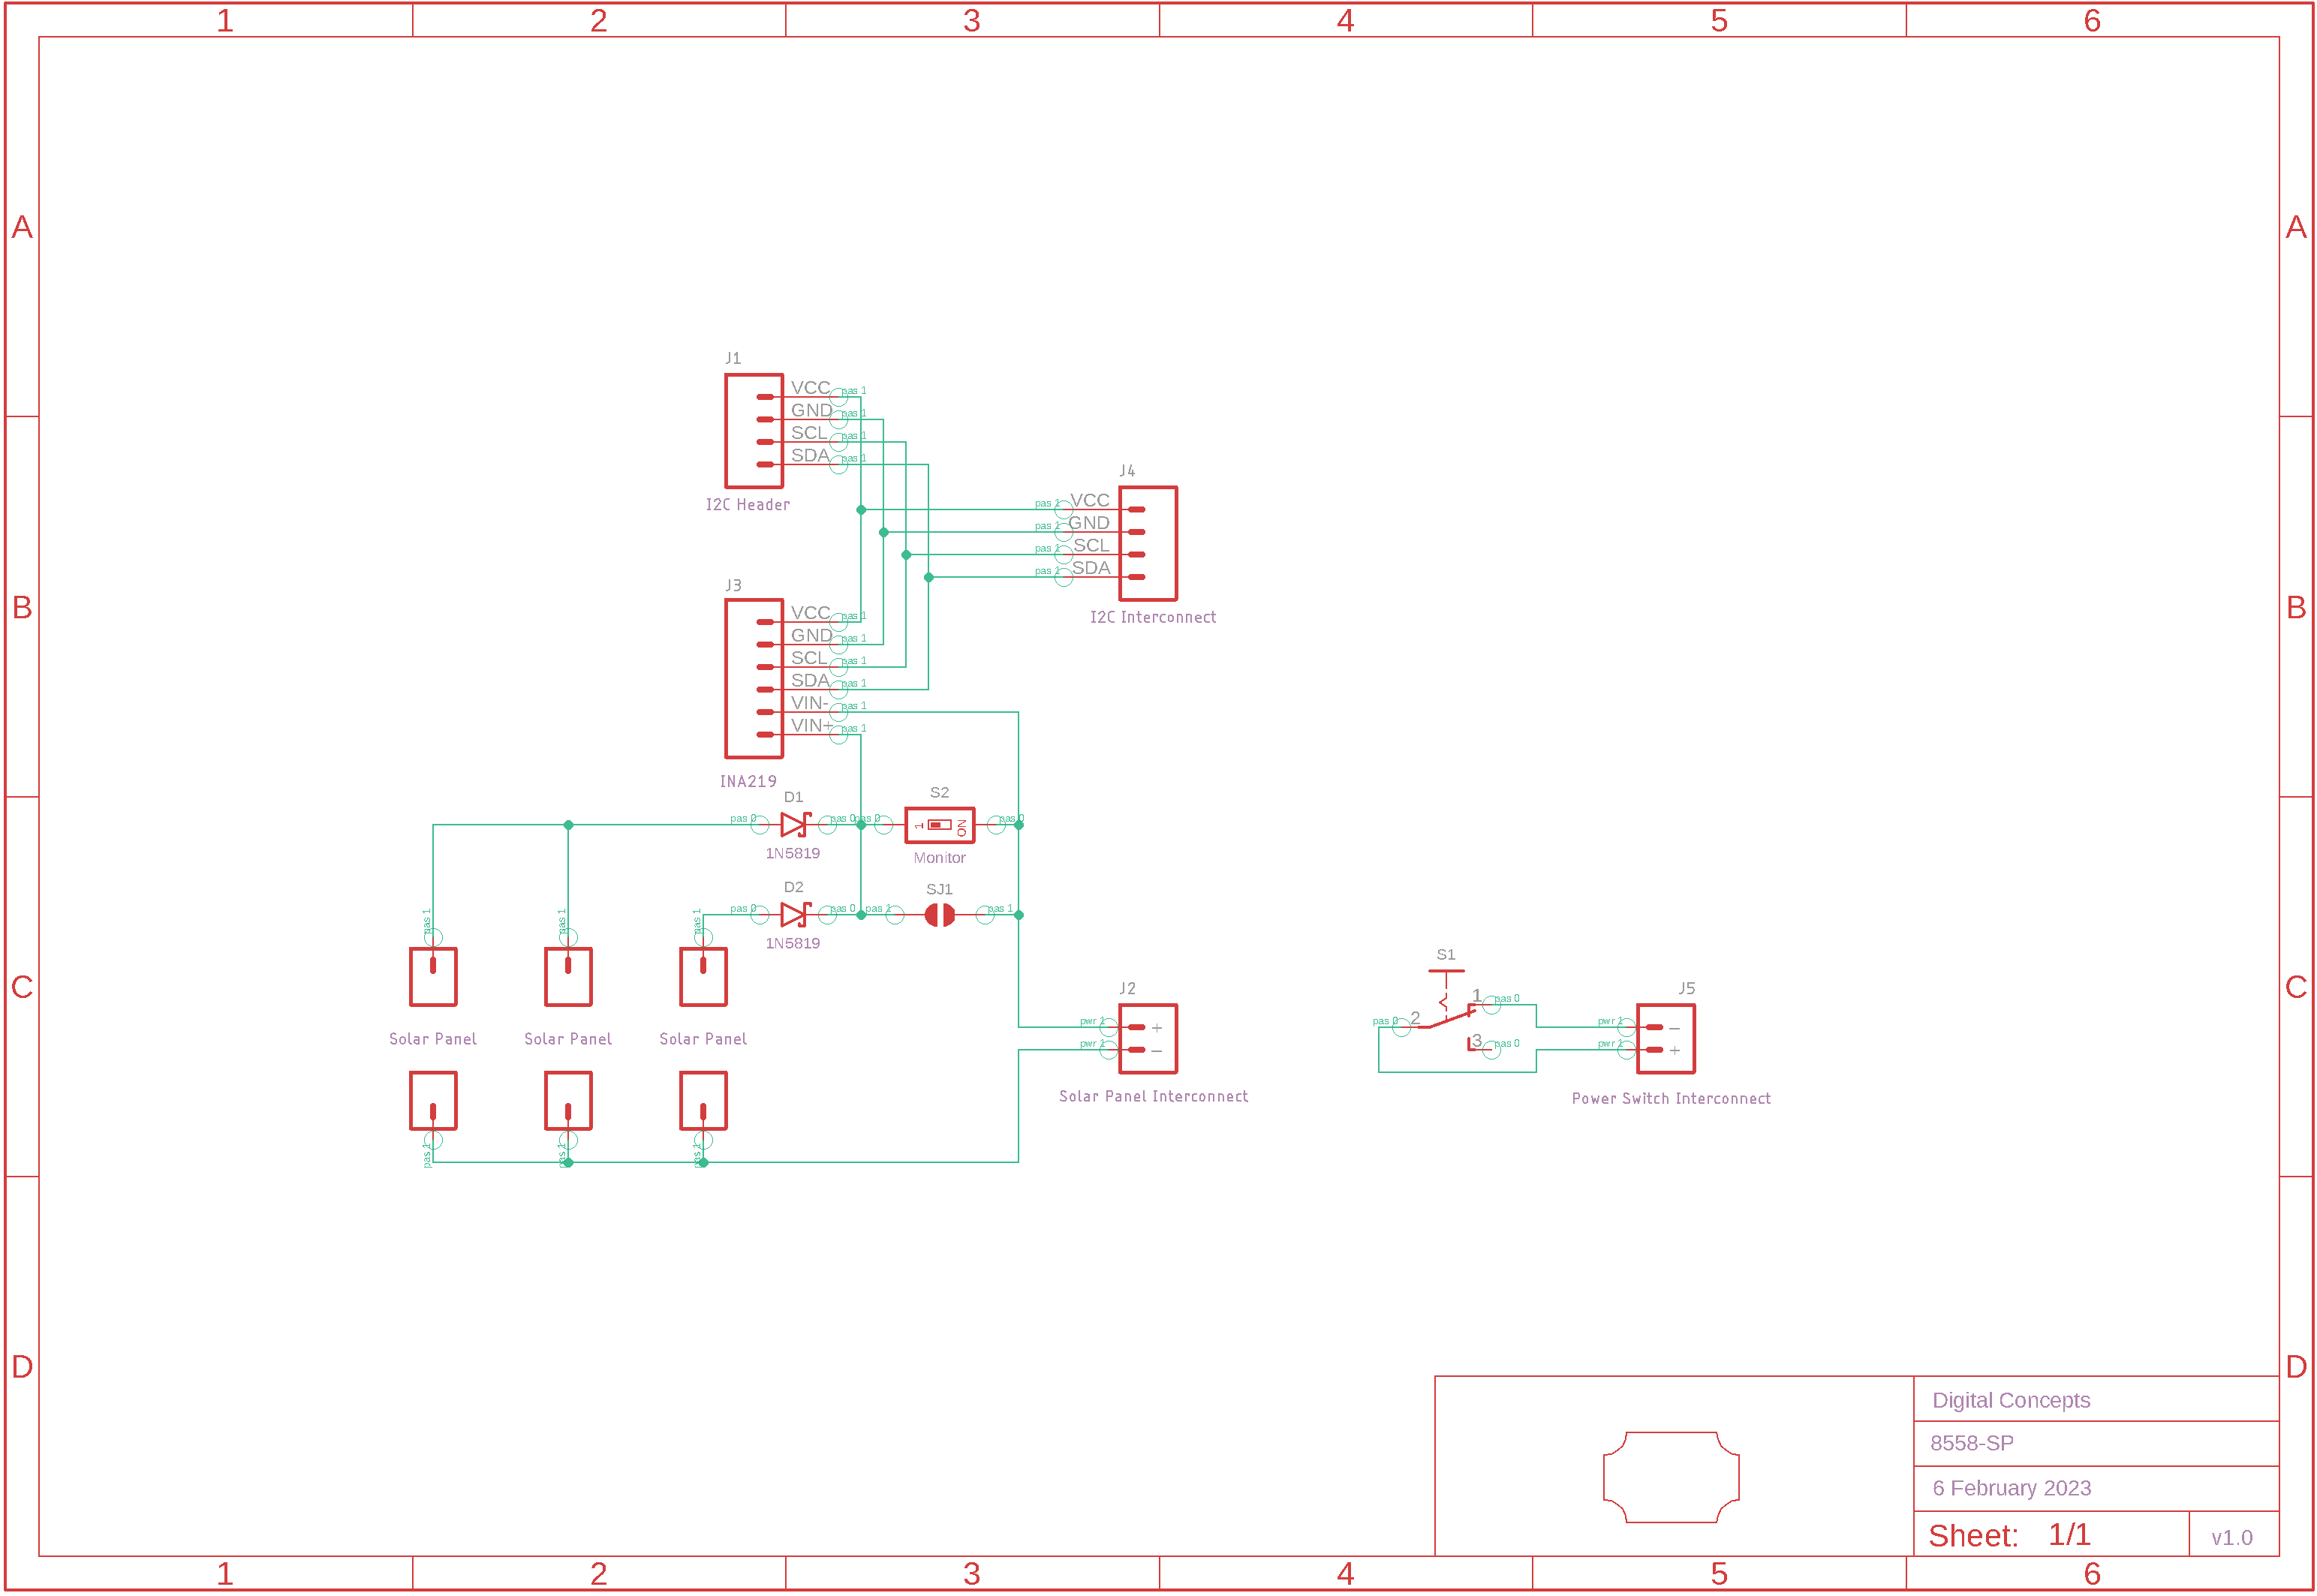 1 2 3 4 5 6
A A
J1
VCC pas 1
GND pas 1
SCL pas 1
SDA pas 1
I2C Header
J4
pas 1 VCC
pas 1 GND
pas 1 SCL
pas 1 SDA
I2C Interconnect
B B
J3
VCC pas 1
GND pas 1
SCL pas 1
SDA pas 1
VIN- pas 1
VIN+ pas 1
INA219
D1 S2
pas 0 pas 0 pas 0 1 ON pas 0
1N5819 Monitor
D2 SJ1
pas 0 pas 0 pas 1 pas 1
1N5819
pas 1 pas 1 pas 1
C C
Solar Panel Solar Panel Solar Panel
pas 1 pas 1 pas 1
J2
pwr 1 +
pwr 1 −
Solar Panel Interconnect
S1
1 pas 0
pas 0 2
3 pas 0
J5
pwr 1 −
pwr 1 +
Power Switch Interconnect
D D
Digital Concepts
8558-SP
6 February 2023
Sheet: 1/1 v1.0
1 2 3 4 5 6